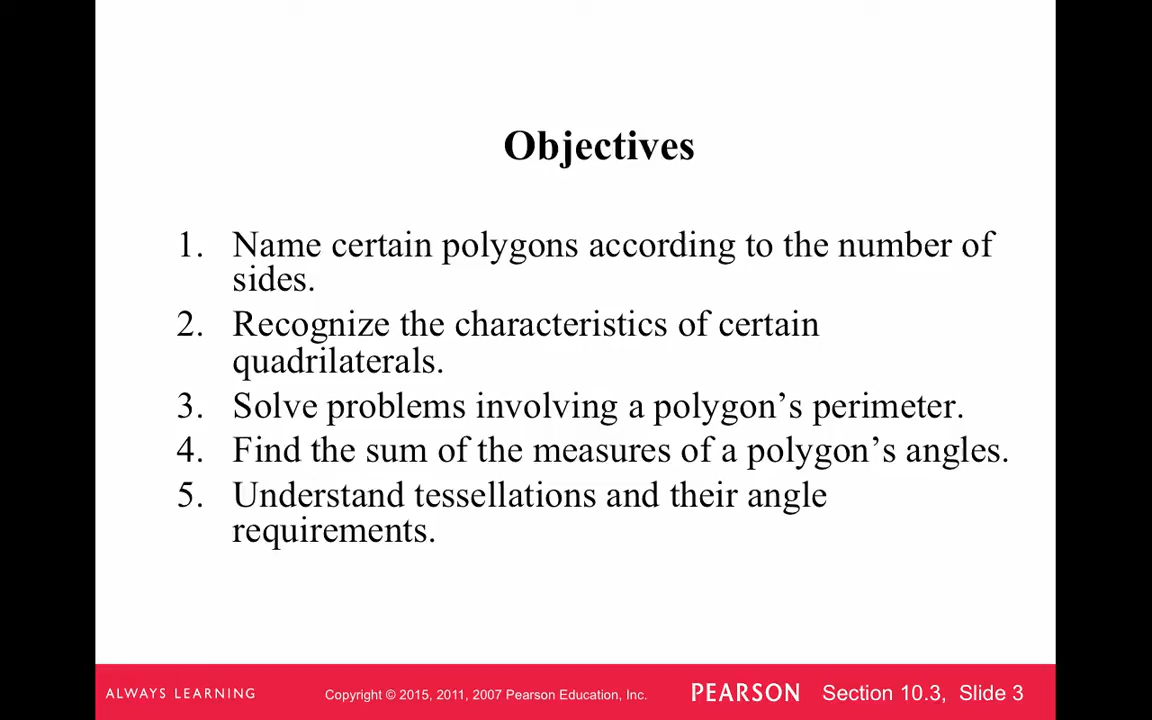 Objectives
1. Name certain polygons according to the number of
sides.
2. Recognize the characteristics of certain
quadrilaterals.
3. Solve problems involving a polygon’s perimeter.
4. Find the sum of the measures of a polygon’s angles.
5. Understand tessellations and their angle
requirements.
ALWAYS LEARNING Copyright © 2015, 2011, 2007 Pearson Education, Inc. PEARSON Section 10.3, Slide 3